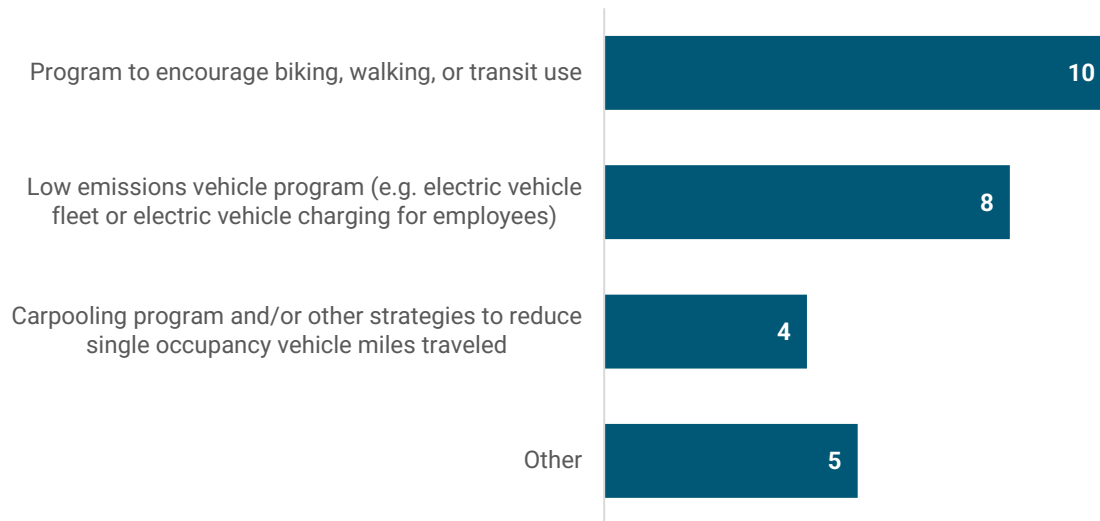 Program to encourage biking, walking, or transit use
10
Low emissions vehicle program (e.g. electric vehicle
fleet or electric vehicle charging for employees)
8
Carpooling program and/or other strategies to reduce
single occupancy vehicle miles traveled
4
Other
5